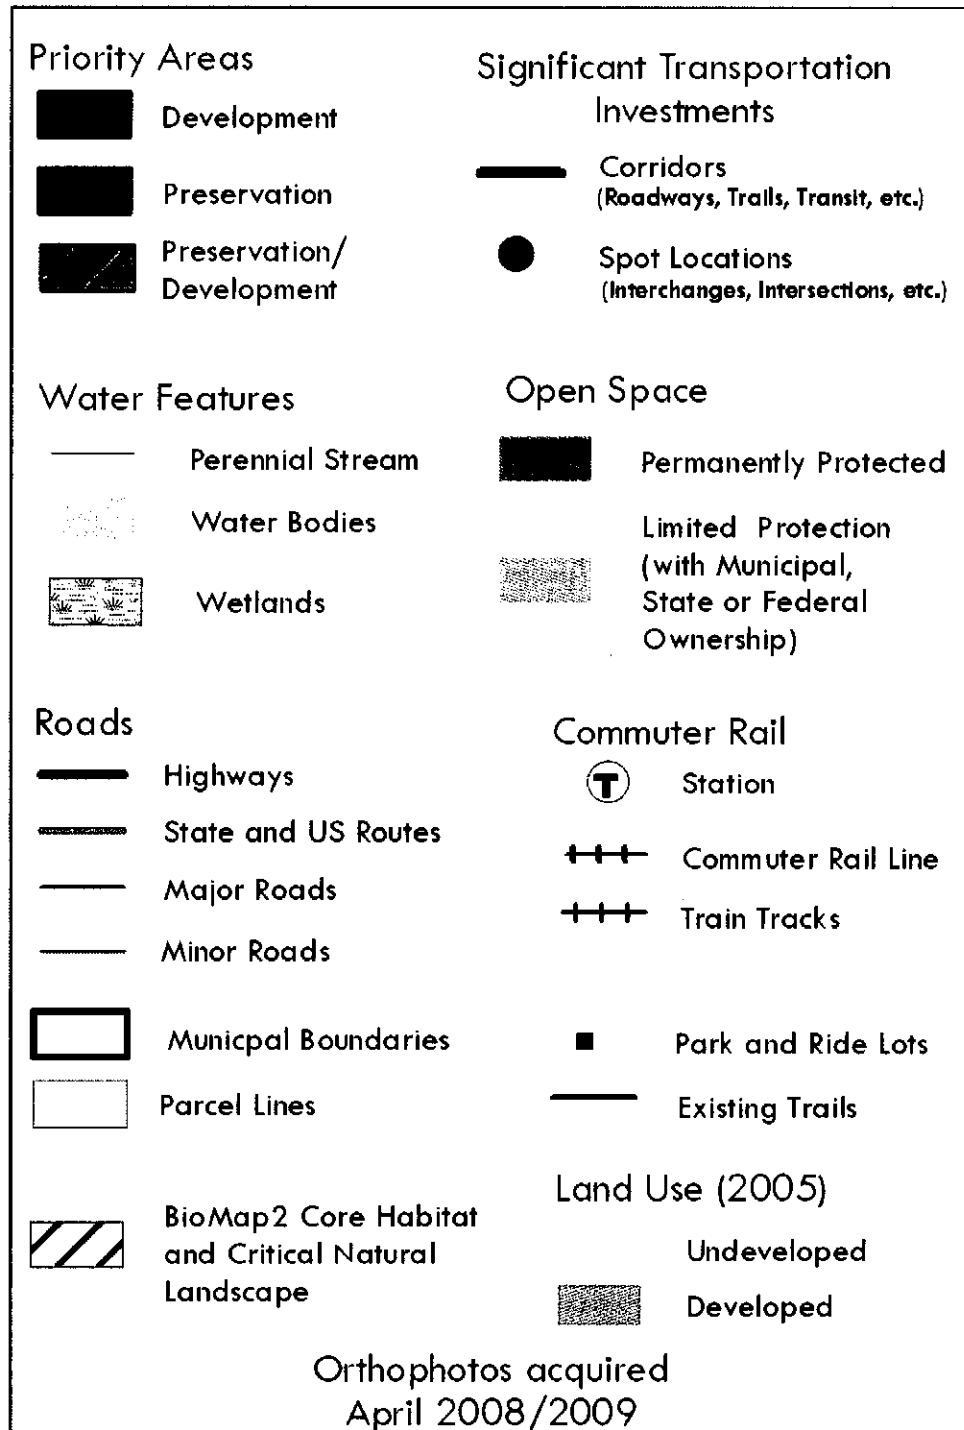 Priority Areas
Development
Preservation
Preservation/
Development
Significant Transportation
Investments
Corridors
(Roadways, Trails, Transit, etc.)
Spot Locations
(Interchanges, Intersections, etc.)
Water Features
Perennial Stream
Water Bodies
Wetlands
Open Space
Permanently Protected
Limited Protection
(with Municipal,
State or Federal
Ownership)
Roads
Highways
State and US Routes
Major Roads
Minor Roads
Municpal Boundaries
Parcel Lines
BioMap2 Core Habitat
and Critical Natural
Landscape
Commuter Rail
T
Station
Commuter Rail Line
Train Tracks
Park and Ride Lots
Existing Trails
Land Use (2005)
Undeveloped
Developed
Orthophotos acquired
April 2008/2009